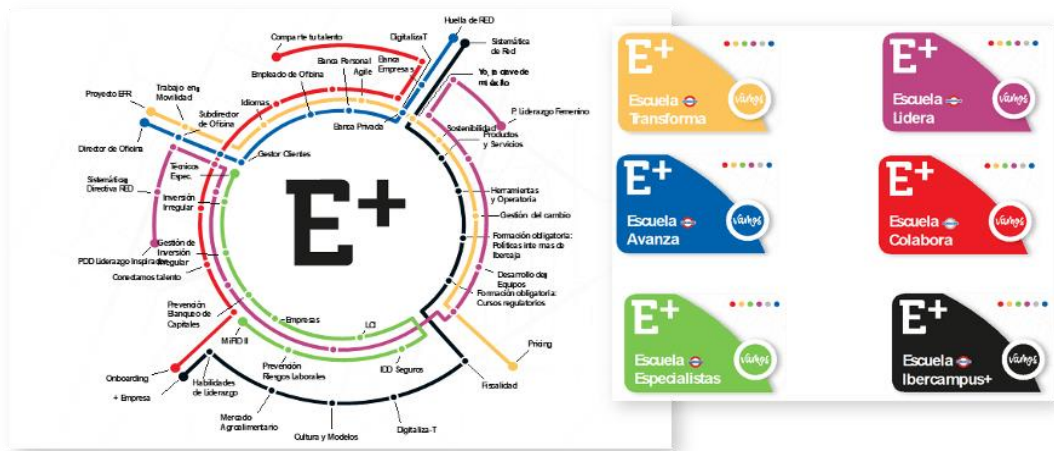 Huella de RED
Comparte tu talento
DigitalizaT
Sistemática
de Red
Banca Personal
Agile
Banca
Empresas
Empleado de Oficina
Yo, la clave de
mi éxito
Trabajo en
Movilidad
Proyecto EFR
Idiomas
P. Liderazgo Femenino
Subdirector
de Oficina
Banca Privada
Sostenibilidad
Productos
y Servicios
Director de Oficina
Gestor Clientes
Técnicos
Espec.
Sistemática
Directiva RED
E+
Herramientas
y Operatoria
Inversión
Irregular
Gestión del cambio
Formación obligatoria:
Políticas internas de
Ibercaja
Gestión de
Inversión
Irregular
PDD Liderazgo Inspirador
Conectamos talento
Desarrollo de
Equipos
Formación obligatoria:
Cursos regulatorios
Prevención
Blanqueo de
Capitales
Empresas
LCI
MiFID II
Pricing
Prevención
Riesgos Laborales
IDD Seguros
Onboarding
Fiscalidad
+ Empresa
Habilidades
de Liderazgo
Mercado
Agroalimentario
Cultura y Modelos
Digitaliza-T
E+
Escuela
Transforma
vamos
E+
Escuela
Lidera
vamos
E+
Escuela
Avanza
vamos
E+
Escuela
Colabora
vamos
E+
Escuela
Especialistas
vamos
E+
Escuela
Ibercampus+
vamos